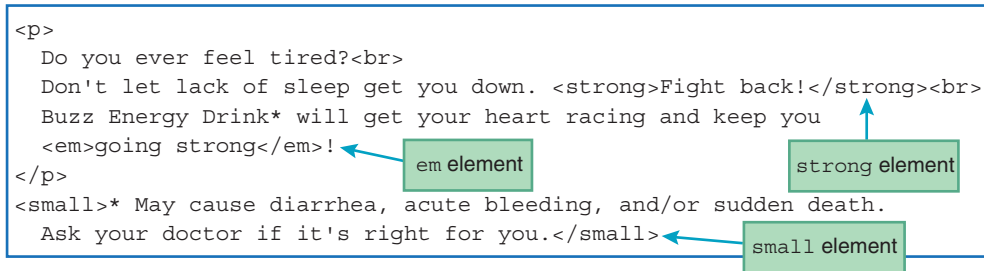 <p>
Do you ever feel tired?<br>
Don't let lack of sleep get you down. <strong>Fight back!</strong><br>
Buzz Energy Drink* will get your heart racing and keep you
<em>going strong</em>!
em element
strong element
</p>
<small>* May cause diarrhea, acute bleeding, and/or sudden death.
Ask your doctor if it's right for you.</small>
small element